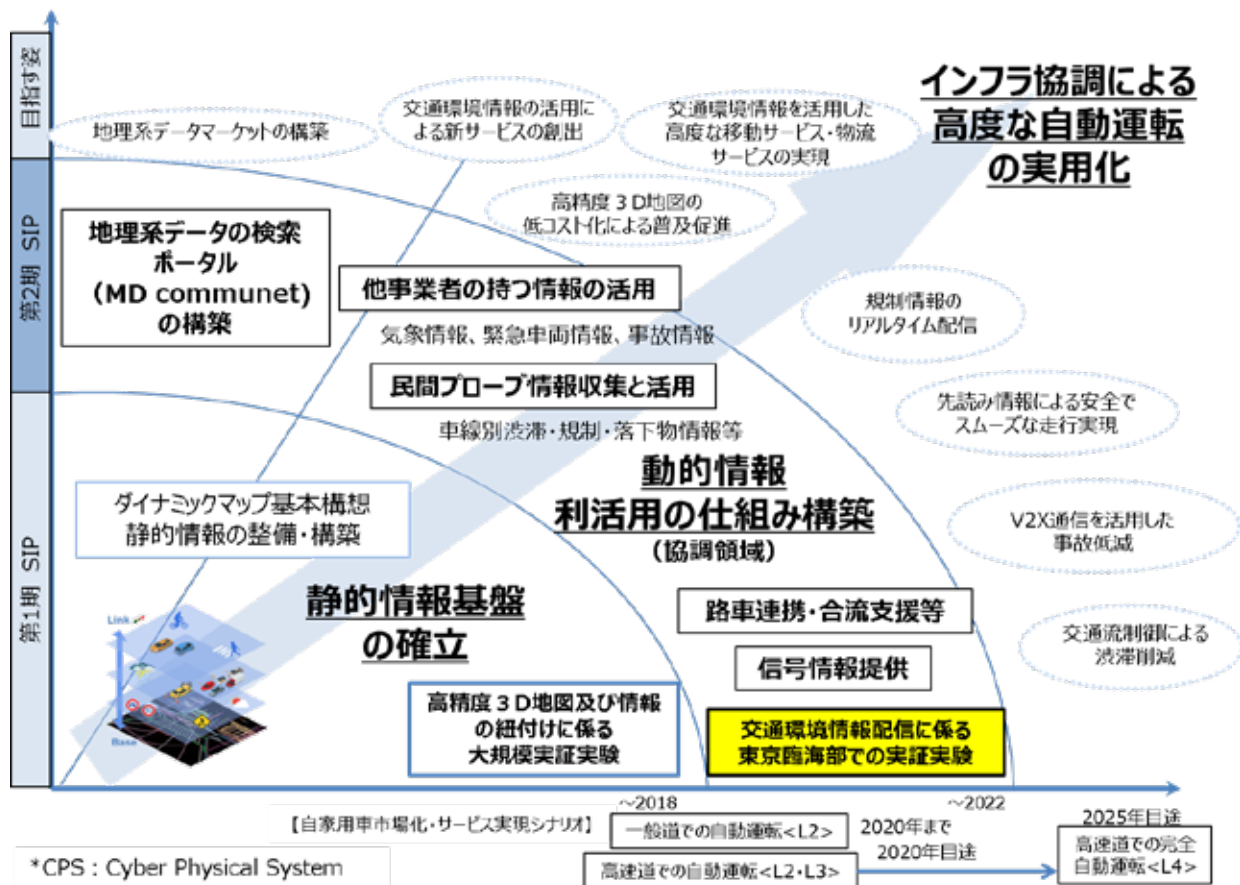 目指す姿
第2期 SIP
第1期 SIP
地理系データマーケットの構築
交通環境情報の活用に
よる新サービスの創出
交通環境情報を活用した
高度な移動サービス・物流
サービスの実現
インフラ協調による
高度な自動運転
の実用化
高精度3D地図の
低コスト化による普及促進
地理系データの検索
ポータル
(MD communet)
の構築
他事業者の持つ情報の活用
気象情報、緊急車両情報、事故情報
規制情報の
リアルタイム配信
民間プローブ情報収集と活用
車線別渋滞・規制・落下物情報等
先読み情報による安全で
スムーズな走行実現
動的情報
利活用の仕組み構築
(協調領域)
ダイナミックマップ基本構想
静的情報の整備・構築
V2X通信を活用した
事故低減
静的情報基盤
の確立
路車連携・合流支援等
交通流制御による
渋滞削減
信号情報提供
Link
Base
高精度3D地図及び情報
の紐付けに係る
大規模実証実験
交通環境情報配信に係る
東京臨海部での実証実験
~2018
~2022
2025年目途
【自家用車市場化・サービス実現シナリオ】
一般道での自動運転<L2>
2020年まで
2020年目途
高速道での自動運転<L2・L3>
高速道での完全
自動運転<L4>
*CPS : Cyber Physical System